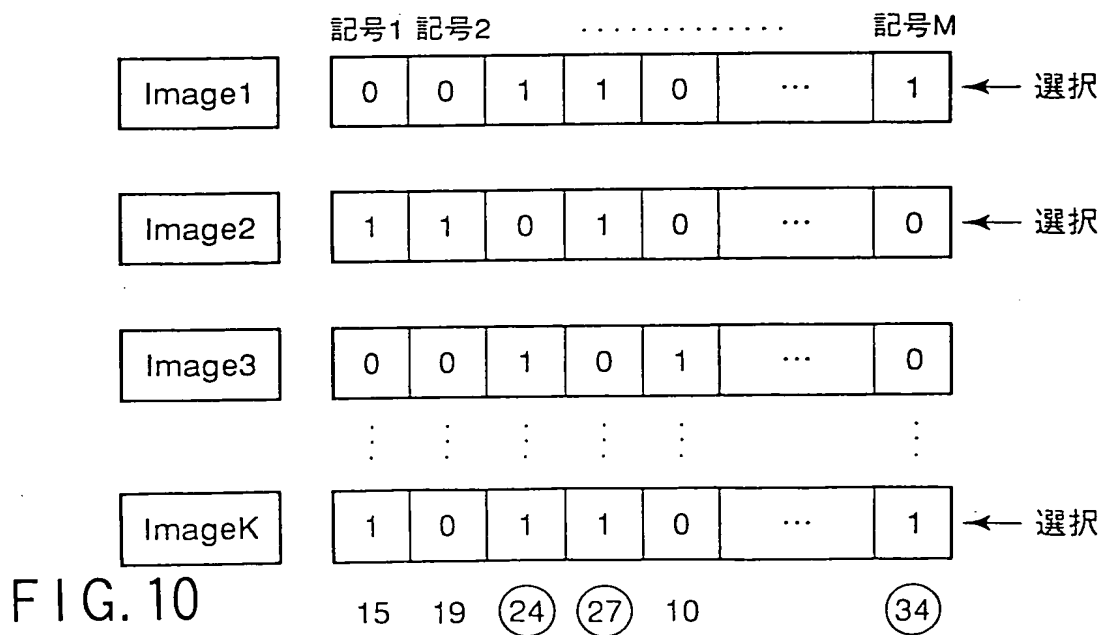 記号1 記号2 ‥‥‥‥‥‥‥ 記号M
Image1 0 0 1 1 0 … 1 ← 選択
Image2 1 1 0 1 0 … 0 ← 選択
Image3 0 0 1 0 1 … 0
ImageK 1 0 1 1 0 … 1 ← 選択
FIG. 10 15 19 24 27 10 34